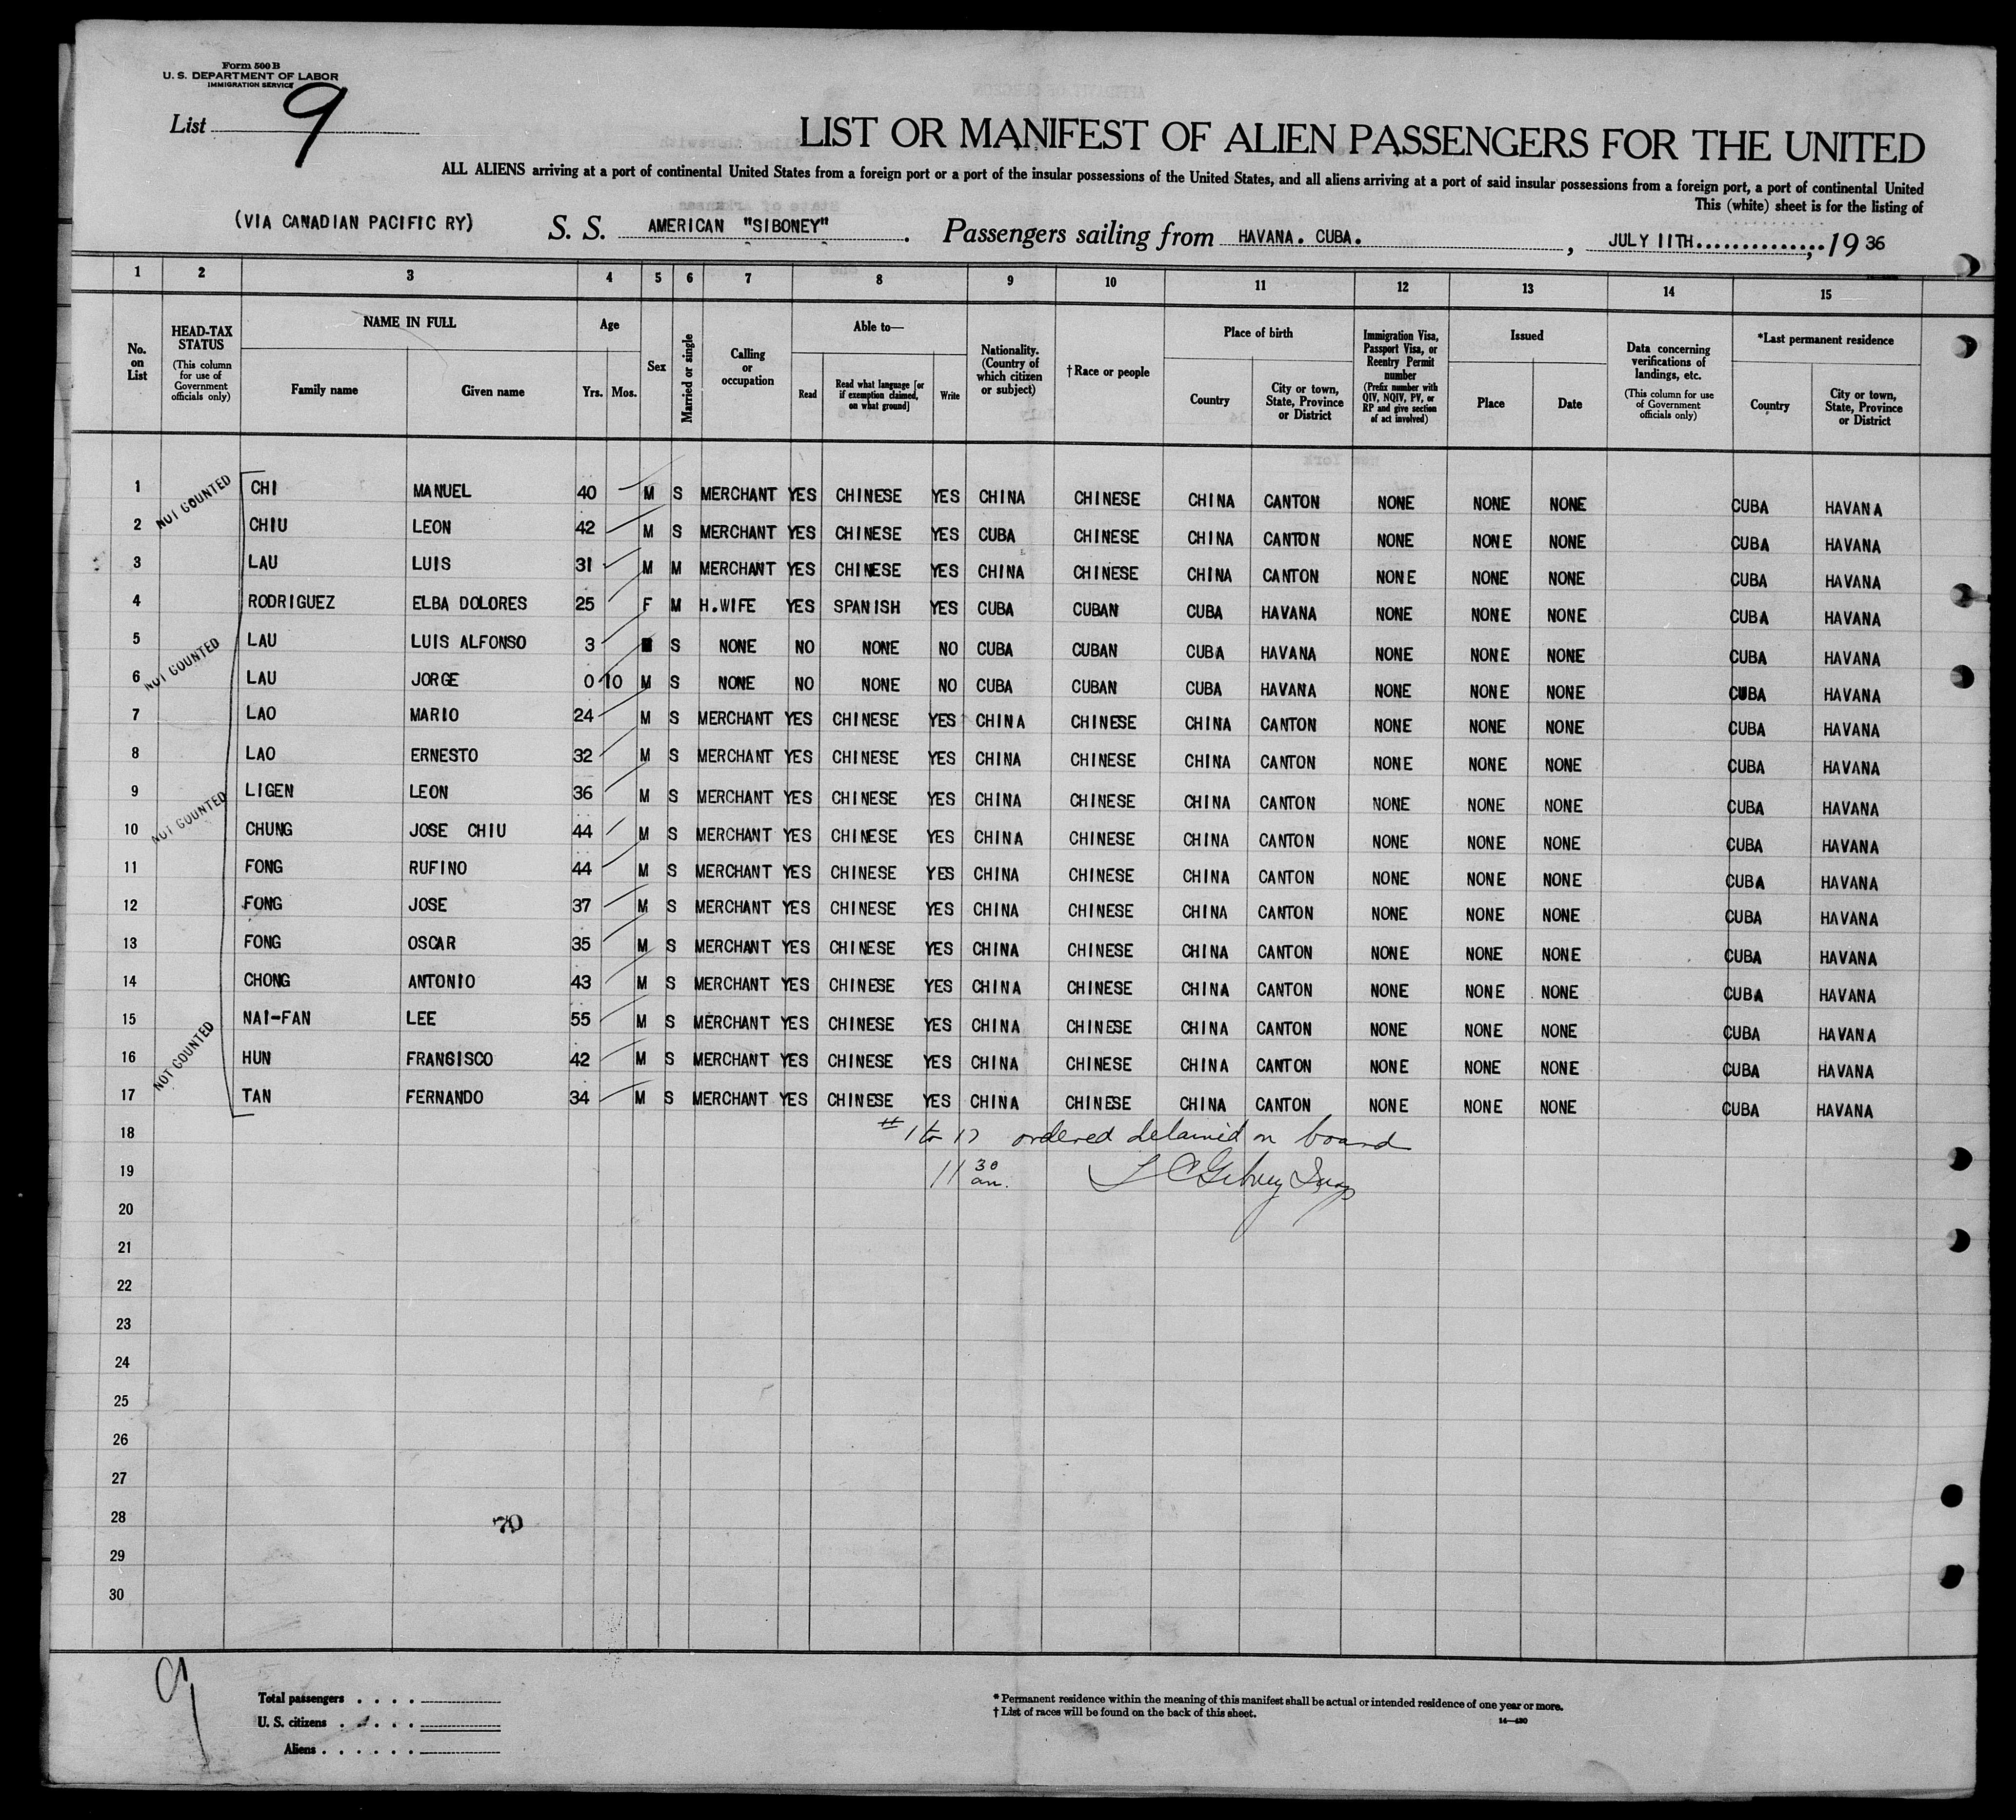 Form 500 B
U. S. DEPARTMENT OF LABOR
IMMIGRATION SERVICE
List 9
LIST OR MANIFEST OF ALIEN PASSENGERS FOR THE UNITED
ALL ALIENS arriving at a port of continental United States from a foreign port or a port of the insular possessions of the United States, and all aliens arriving at a port of said insular possessions from a foreign port, a port of continental United
This (white) sheet is for the listing of
(VIA CANADIAN PACIFIC RY) S. S. AMERICAN "SIBONEY". Passengers sailing from HAVANA. CUBA. , JULY 11TH.............., 19 36
1 2 3 4 5 6 7 8 9 10 11 12 13 14 15
No. on List
HEAD-TAX STATUS (This column for use of Government officials only)
NAME IN FULL
Family name
Given name
Age
Yrs. Mos.
Sex
Married or single
Calling or occupation
Able to—
Read
Read what language [or if exemption claimed, on what ground]
Write
Nationality. (Country of which citizen or subject)
† Race or people
Place of birth
Country
City or town, State, Province or District
Immigration Visa, Passport Visa, or Reentry Permit number (Prefix number with QIV, NQIV, PV, or RP and give section of act involved)
Issued
Place
Date
Data concerning verifications of landings, etc. (This column for use of Government officials only)
*Last permanent residence
Country
City or town, State, Province or District
NOT COUNTED
1 CHI MANUEL 40 M S MERCHANT YES CHINESE YES CHINA CHINESE CHINA CANTON NONE NONE NONE CUBA HAVANA
2 CHIU LEON 42 M S MERCHANT YES CHINESE YES CUBA CHINESE CHINA CANTON NONE NONE NONE CUBA HAVANA
3 LAU LUIS 31 M M MERCHANT YES CHINESE YES CHINA CHINESE CHINA CANTON NONE NONE NONE CUBA HAVANA
4 RODRIGUEZ ELBA DOLORES 25 F M H.WIFE YES SPANISH YES CUBA CUBAN CUBA HAVANA NONE NONE NONE CUBA HAVANA
NOT COUNTED
5 LAU LUIS ALFONSO 3 S NONE NO NONE NO CUBA CUBAN CUBA HAVANA NONE NONE NONE CUBA HAVANA
6 LAU JORGE 0 10 M S NONE NO NONE NO CUBA CUBAN CUBA HAVANA NONE NONE NONE CUBA HAVANA
7 LAO MARIO 24 M S MERCHANT YES CHINESE YES CHINA CHINESE CHINA CANTON NONE NONE NONE CUBA HAVANA
8 LAO ERNESTO 32 M S MERCHANT YES CHINESE YES CHINA CHINESE CHINA CANTON NONE NONE NONE CUBA HAVANA
9 LIGEN LEON 36 M S MERCHANT YES CHINESE YES CHINA CHINESE CHINA CANTON NONE NONE NONE CUBA HAVANA
NOT COUNTED
10 CHUNG JOSE CHIU 44 M S MERCHANT YES CHINESE YES CHINA CHINESE CHINA CANTON NONE NONE NONE CUBA HAVANA
11 FONG RUFINO 44 M S MERCHANT YES CHINESE YES CHINA CHINESE CHINA CANTON NONE NONE NONE CUBA HAVANA
12 FONG JOSE 37 M S MERCHANT YES CHINESE YES CHINA CHINESE CHINA CANTON NONE NONE NONE CUBA HAVANA
13 FONG OSCAR 35 M S MERCHANT YES CHINESE YES CHINA CHINESE CHINA CANTON NONE NONE NONE CUBA HAVANA
14 CHONG ANTONIO 43 M S MERCHANT YES CHINESE YES CHINA CHINESE CHINA CANTON NONE NONE NONE CUBA HAVANA
15 NAI-FAN LEE 55 M S MERCHANT YES CHINESE YES CHINA CHINESE CHINA CANTON NONE NONE NONE CUBA HAVANA
NOT COUNTED
16 HUN FRANSISCO 42 M S MERCHANT YES CHINESE YES CHINA CHINESE CHINA CANTON NONE NONE NONE CUBA HAVANA
17 TAN FERNANDO 34 M S MERCHANT YES CHINESE YES CHINA CHINESE CHINA CANTON NONE NONE NONE CUBA HAVANA
18 # 1 to 17 ordered detained on board
19 11 30 am.
20
21
22
23
24
25
26
27
28 70
29
30
9
Total passengers . . . .
U. S. citizens . . . . .
Aliens . . . . . .
* Permanent residence within the meaning of this manifest shall be actual or intended residence of one year or more.
† List of races will be found on the back of this sheet.
14—430